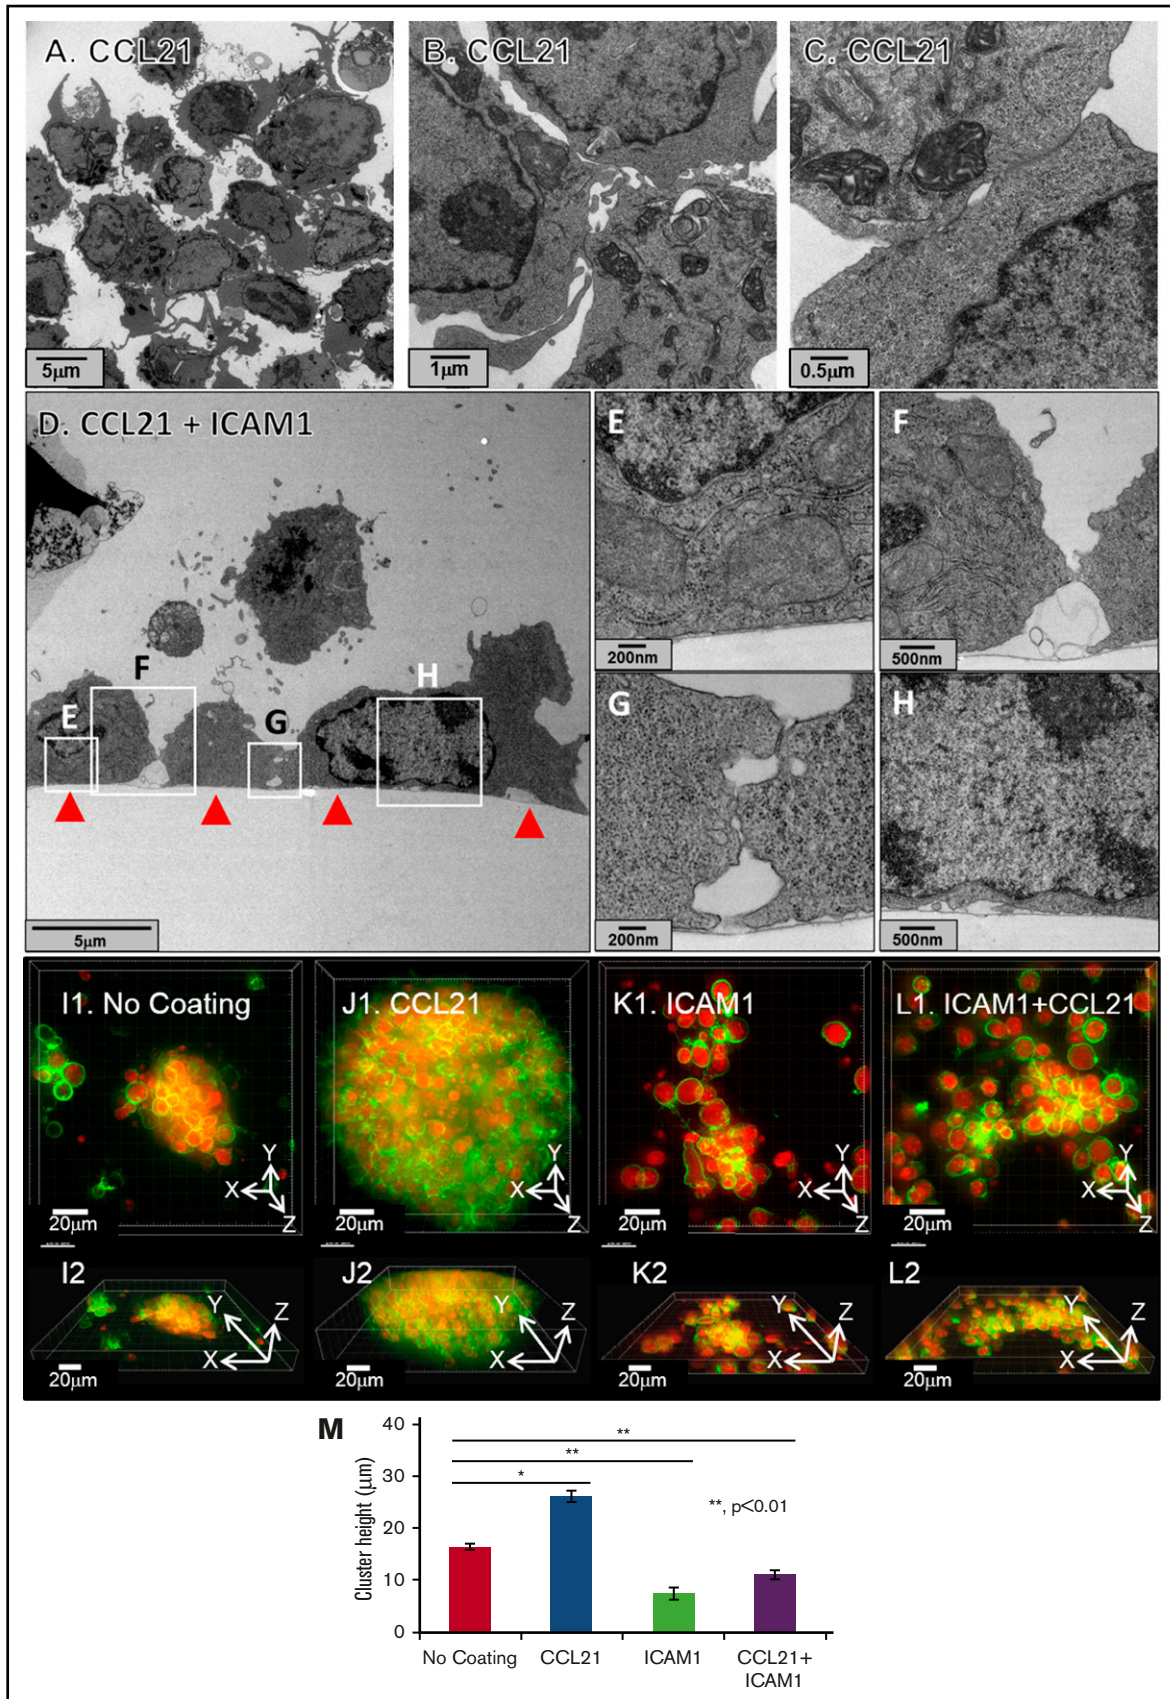 A. CCL21
B. CCL21
C. CCL21
5μm
1μm
0.5μm
D. CCL21 + ICAM1
E
F
G
H
5μm
E
F
200nm
500nm
G
H
200nm
500nm
I1. No Coating
J1. CCL21
K1. ICAM1
L1. ICAM1+CCL21
Y
X
Z
20μm
Y
X
Z
20μm
Y
X
Z
20μm
Y
X
Z
20μm
I2
J2
K2
L2
Y
Z
X
20μm
Y
Z
X
20μm
Y
Z
X
20μm
Y
Z
X
20μm
M
Cluster height (μm)
40
30
20
10
0
**
**
*
**, p<0.01
No Coating
CCL21
ICAM1
CCL21+
ICAM1